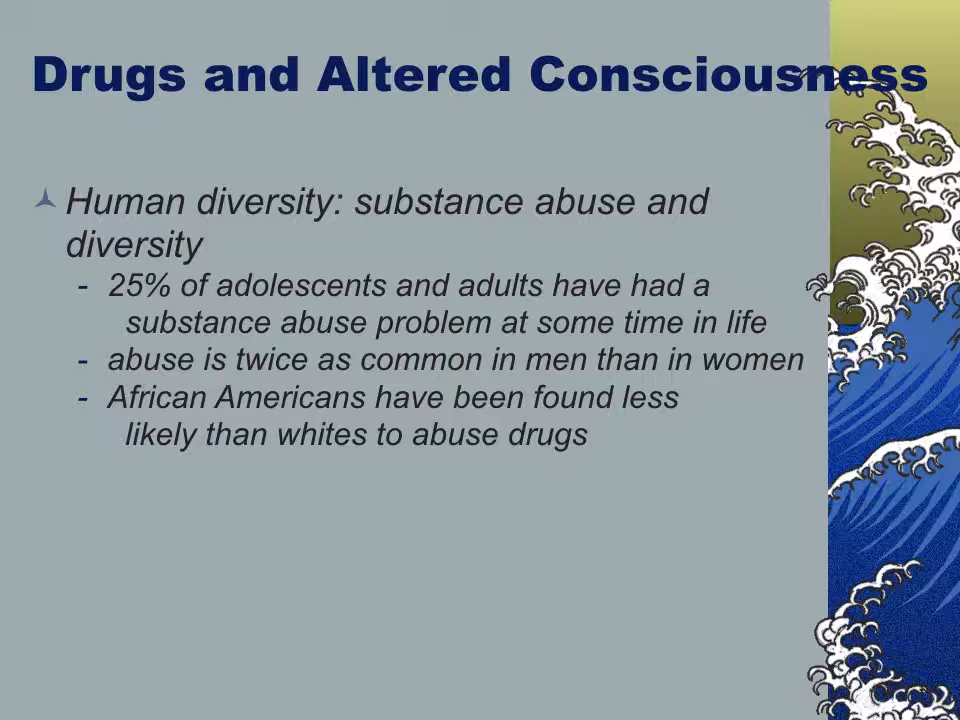 Drugs and Altered Consciousness
Human diversity: substance abuse and
diversity
- 25% of adolescents and adults have had a
substance abuse problem at some time in life
- abuse is twice as common in men than in women
- African Americans have been found less
likely than whites to abuse drugs